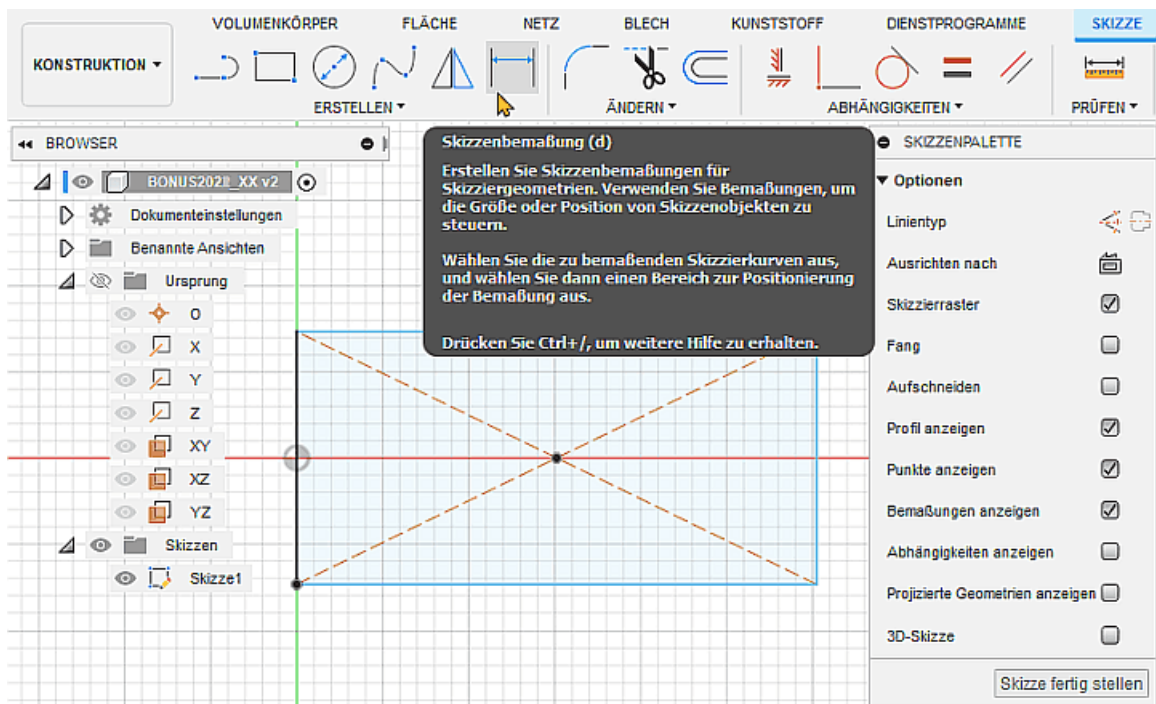 VOLUMENKÖRPER FLÄCHE NETZ BLECH KUNSTSTOFF DIENSTPROGRAMME SKIZZE
KONSTRUKTION
ERSTELLEN ÄNDERN ABHÄNGIGKEITEN PRÜFEN
BROWSER
v2
Dokumenteinstellungen
Benannte Ansichten
Ursprung
O
X
Y
Z
XY
XZ
YZ
Skizzen
Skizze1
Skizzenbemaßung (d)
Erstellen Sie Skizzenbemaßungen für
Skizziergeometrien. Verwenden Sie Bemaßungen, um
die Größe oder Position von Skizzenobjekten zu
steuern.
Wählen Sie die zu bemaßenden Skizzierkurven aus,
und wählen Sie dann einen Bereich zur Positionierung
der Bemaßung aus.
Drücken Sie Ctrl+/, um weitere Hilfe zu erhalten.
SKIZZENPALETTE
Optionen
Linientyp
Ausrichten nach
Skizzierraster
Fang
Aufschneiden
Profil anzeigen
Punkte anzeigen
Bemaßungen anzeigen
Abhängigkeiten anzeigen
Projizierte Geometrien anzeigen
3D-Skizze
Skizze fertig stellen